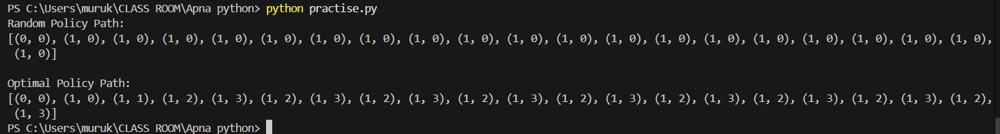 PS C:\Users\muruk\CLASS ROOM\Apna python> python practise.py
Random Policy Path:
[(0, 0), (1, 0), (1, 0), (1, 0), (1, 0), (1, 0), (1, 0), (1, 0), (1, 0), (1, 0), (1, 0), (1, 0), (1, 0), (1, 0), (1, 0), (1, 0), (1, 0), (1, 0), (1, 0), (1, 0),
(1, 0)]
Optimal Policy Path:
[(0, 0), (1, 0), (1, 1), (1, 2), (1, 3), (1, 2), (1, 3), (1, 2), (1, 3), (1, 2), (1, 3), (1, 2), (1, 3), (1, 2), (1, 3), (1, 2), (1, 3), (1, 2), (1, 3), (1, 2),
(1, 3)]
PS C:\Users\muruk\CLASS ROOM\Apna python>